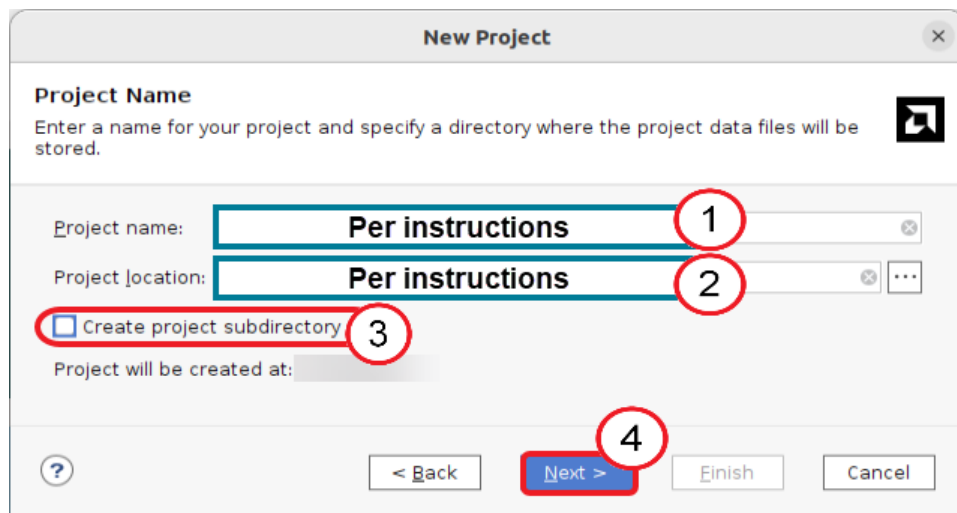 New Project
Project Name
Enter a name for your project and specify a directory where the project data files will be
stored.
Project name: Per instructions 1
Project location: Per instructions 2 ...
Create project subdirectory 3
Project will be created at:
4
? < Back Next > Finish Cancel